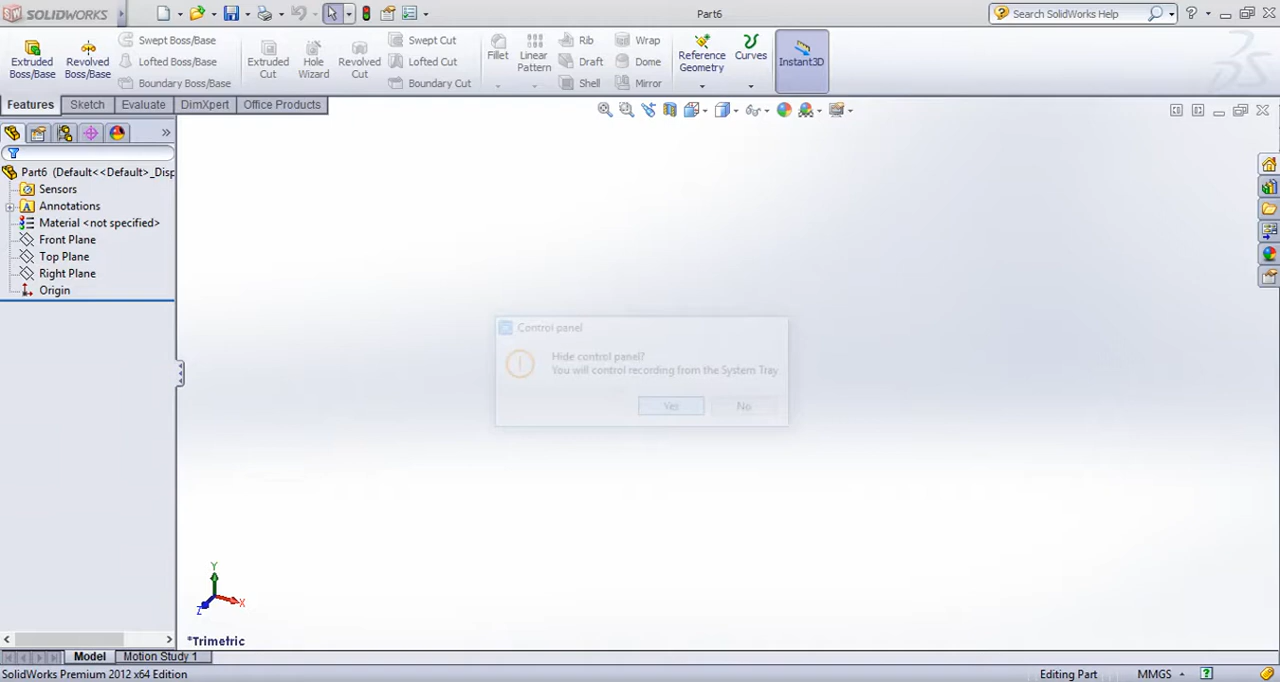 SOLIDWORKS
Part6
Search SolidWorks Help
Extruded Boss/Base
Revolved Boss/Base
Swept Boss/Base
Lofted Boss/Base
Boundary Boss/Base
Extruded Cut
Hole Wizard
Revolved Cut
Swept Cut
Lofted Cut
Boundary Cut
Fillet
Linear Pattern
Rib
Draft
Shell
Wrap
Dome
Mirror
Reference Geometry
Curves
Instant3D
Features
Sketch
Evaluate
DimXpert
Office Products
Part6 (Default<<Default>_Disp
Sensors
Annotations
Material <not specified>
Front Plane
Top Plane
Right Plane
Origin
Control panel
Hide control panel?
You will control recording from the System Tray
Yes
No
Y
X
Z
*Trimetric
Model
Motion Study 1
SolidWorks Premium 2012 x64 Edition
Editing Part
MMGS